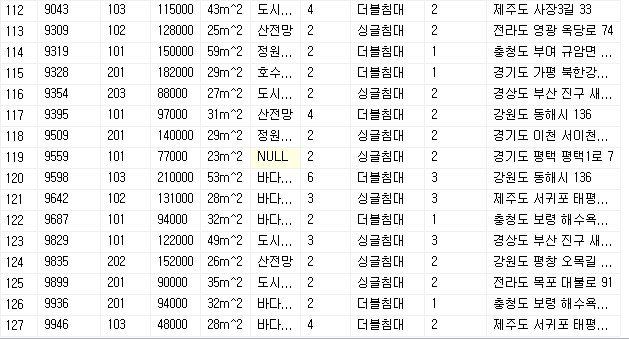 112 9043 103 115000 43m^2 도시... 4 더블침대 2 제주도 사장3길 33
113 9309 102 128000 25m^2 산전망 2 싱글침대 2 전라도 영광 옥당로 74
114 9319 101 150000 59m^2 정원... 2 더블침대 1 충청도 부여 규암면 ...
115 9328 201 182000 29m^2 호수... 2 더블침대 1 경기도 가평 북한강...
116 9354 203 88000 27m^2 도시... 2 싱글침대 2 경상도 부산 진구 새...
117 9395 101 97000 31m^2 산전망 4 더블침대 2 강원도 동해시 136
118 9509 201 140000 29m^2 정원... 2 싱글침대 2 경기도 이천 서미천...
119 9559 101 77000 23m^2 NULL 2 싱글침대 2 경기도 평택 평택1로 7
120 9598 103 210000 53m^2 바다... 6 더블침대 3 강원도 동해시 136
121 9642 102 131000 28m^2 바다... 3 싱글침대 3 제주도 서귀포 태평...
122 9687 101 94000 32m^2 바다... 2 더블침대 1 충청도 보령 해수욕...
123 9829 101 122000 49m^2 도시... 3 싱글침대 3 경상도 부산 진구 새...
124 9835 202 152000 26m^2 산전망 2 싱글침대 2 강원도 평창 오목길 ...
125 9899 201 90000 35m^2 도시... 2 싱글침대 2 전라도 목포 대불로 91
126 9936 201 94000 32m^2 바다... 2 더블침대 1 충청도 보령 해수욕...
127 9946 103 48000 28m^2 바다... 4 더블침대 2 제주도 서귀포 태평...